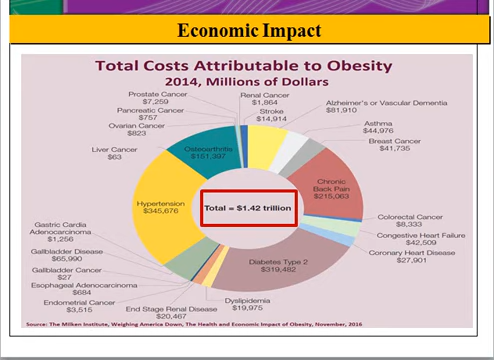 Economic Impact
Total Costs Attributable to Obesity
2014, Millions of Dollars
Prostate Cancer
$7,259
Renal Cancer
$1,864
Pancreatic Cancer
$757
Stroke
$14,914
Alzheimer's or Vascular Dementia
$81,910
Ovarian Cancer
$823
Asthma
$44,976
Liver Cancer
$63
Osteoarthritis
$151,397
Breast Cancer
$41,735
Chronic
Back Pain
$215,063
Hypertension
$345,676
Total = $1.42 trillion
Colorectal Cancer
$8,333
Gastric Cardia
Adenocarcinoma
$1,256
Congestive Heart Failure
$42,509
Gallbladder Disease
$65,990
Coronary Heart Disease
$27,901
Diabetes Type 2
$319,482
Gallbladder Cancer
$27
Esophageal Adenocarcinoma
$684
Endometrial Cancer
$3,515
End Stage Renal Disease
$20,467
Dyslipidemia
$19,975
Source: The Milken Institute, Weighing America Down, The Health and Economic Impact of Obesity, November, 2016